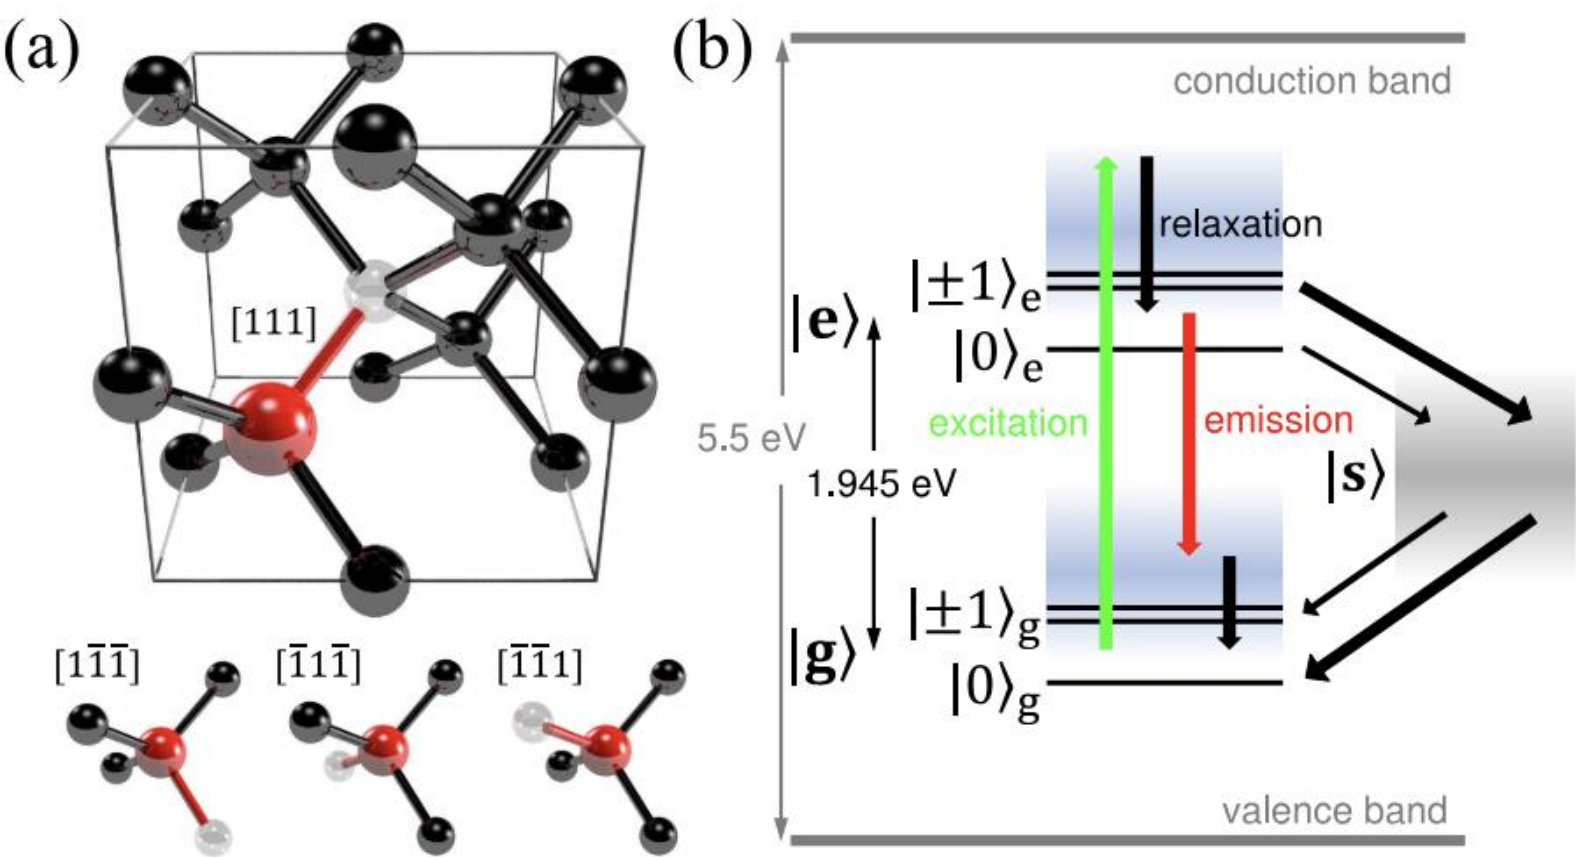 (a)
[111]
[11̅1̅] [1̅11̅] [1̅1̅1]
(b)
conduction band
relaxation
|±1⟩e
|e⟩
|0⟩e
excitation
emission
5.5 eV
|s⟩
1.945 eV
|±1⟩g
|g⟩
|0⟩g
valence band